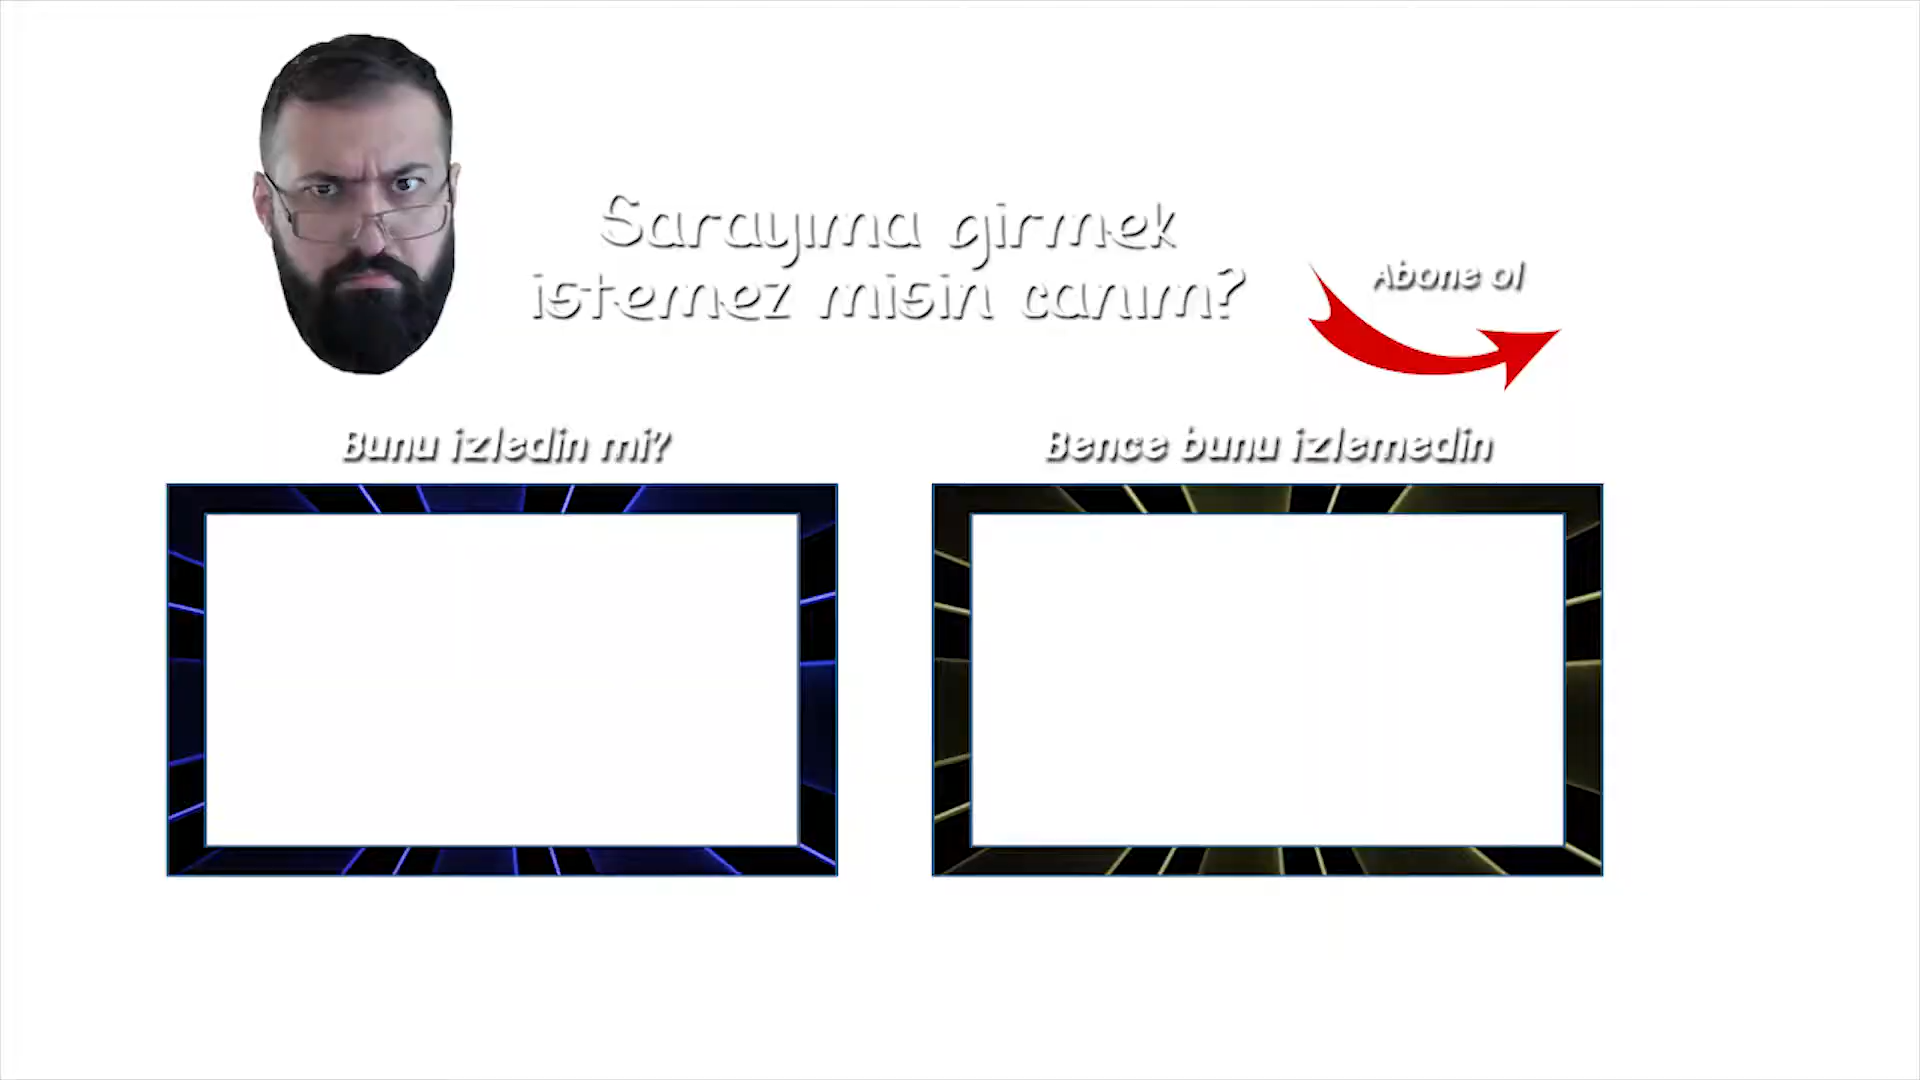 Sarayıma girmek
istemez misin canım?
Abone ol
Bunu izledin mi?
Bence bunu izlemedin